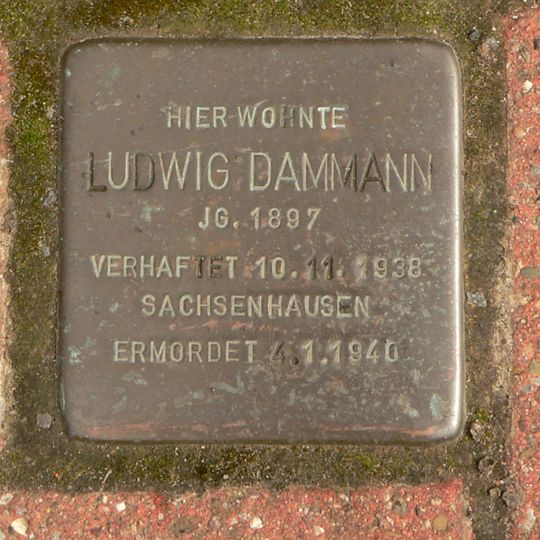 HIER WOHNTE
LUDWIG DAMMANN
JG. 1897
VERHAFTET 10.11.1938
SACHSENHAUSEN
ERMORDET 4.1.1940